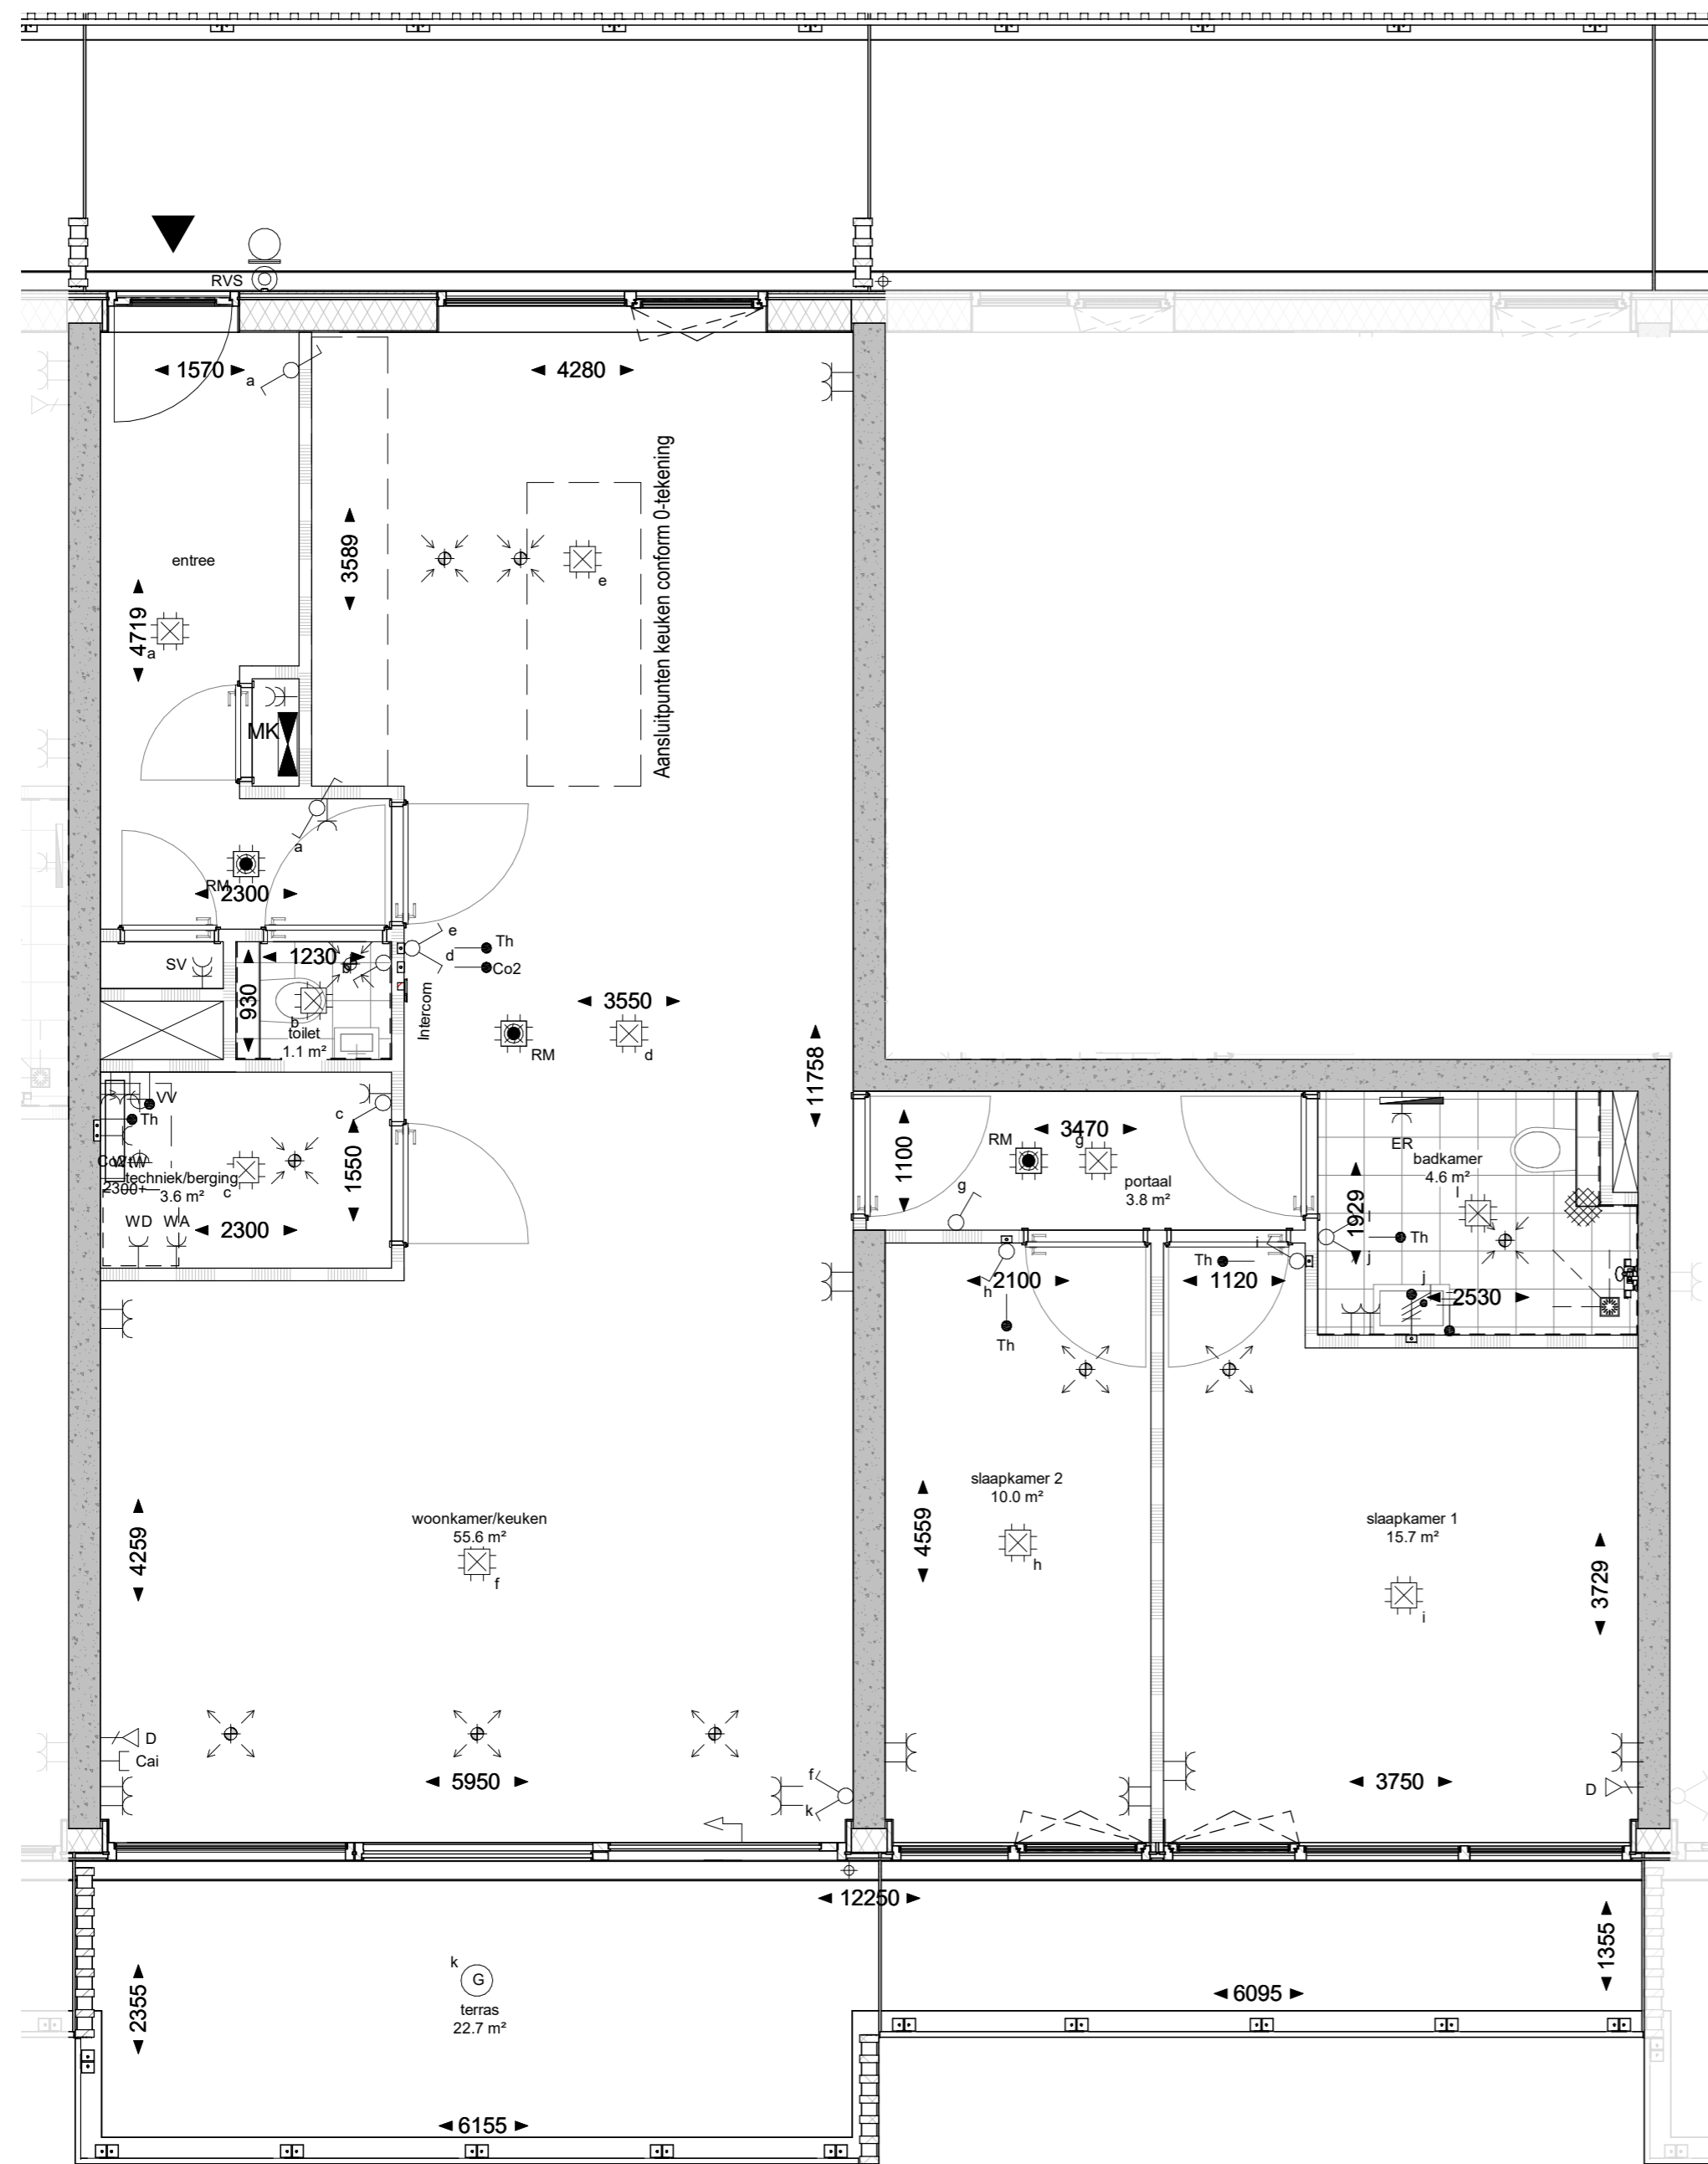 RVS
1570
a
4280
Aansluitpunten keuken conform 0-tekening
3589
entree
e
4719
a
MK
a
RM
2300
e
d
Th
Co2
SV
1230
b
930
b
toilet
1.1 m²
Intercom
3550
RM
d
11758
VV
Th
c
1550
techniek/berging
3.6 m²
c
2300+
WD
WA
2300
1100
RM
3470
g
portaal
3.8 m²
g
ER
badkamer
4.6 m²
l
1929
l
Th
j
j
2530
i
Th
2100
h
1120
Th
slaapkamer 2
10.0 m²
4559
h
slaapkamer 1
15.7 m²
3729
i
woonkamer/keuken
55.6 m²
f
4259
D
Cai
5950
f
k
3750
D
12250
1355
k
G
terras
22.7 m²
2355
6095
6155